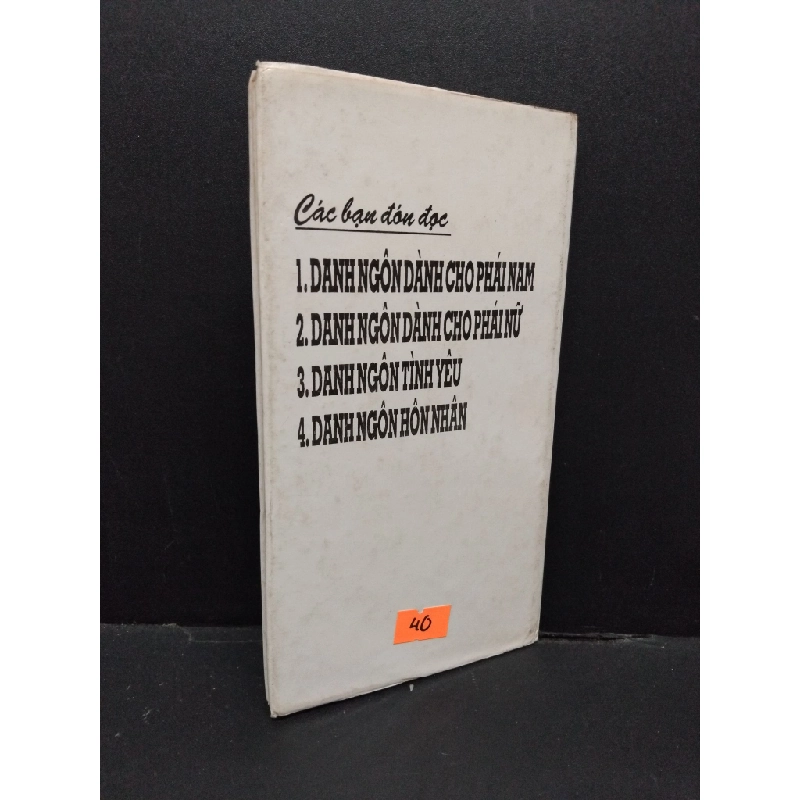 Các bạn đón đọc
1. DANH NGÔN DÀNH CHO PHÁI NAM
2. DANH NGÔN DÀNH CHO PHÁI NỮ
3. DANH NGÔN TÌNH YÊU
4. DANH NGÔN HÔN NHÂN
40